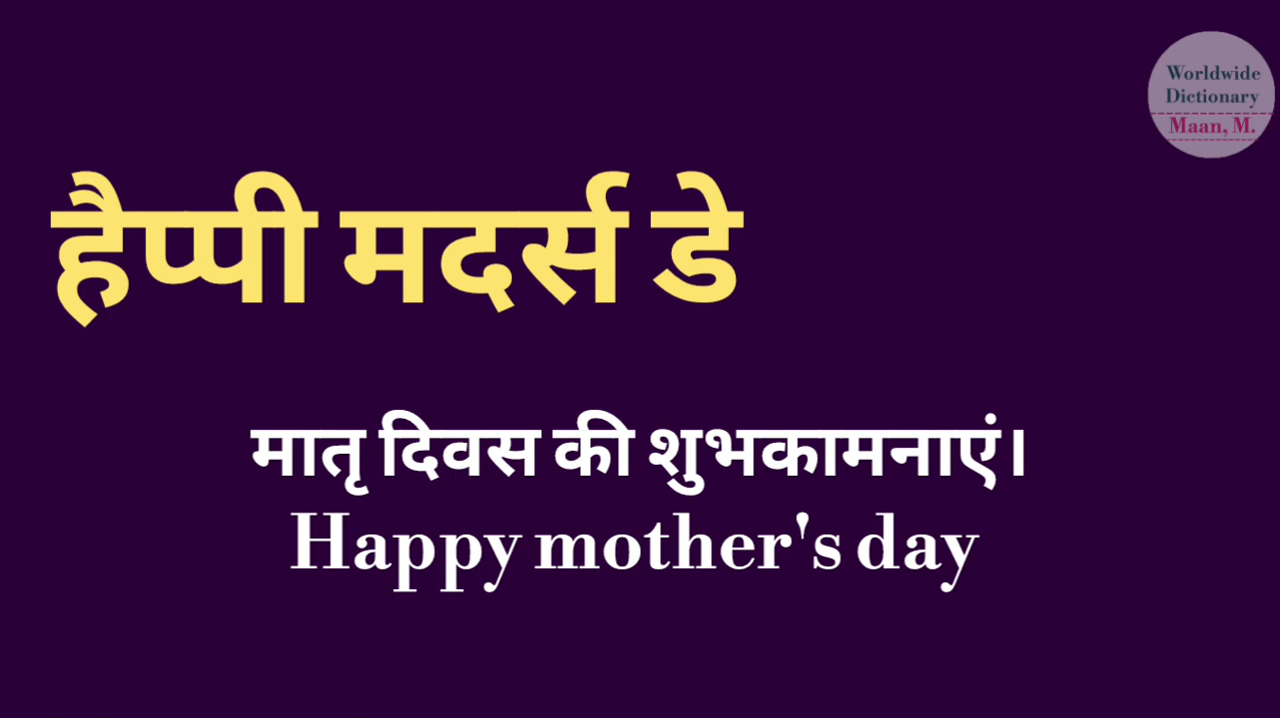 Worldwide
Dictionary
Maan, M.
हैप्पी मदर्स डे
मातृ दिवस की शुभकामनाएं।
Happy mother's day